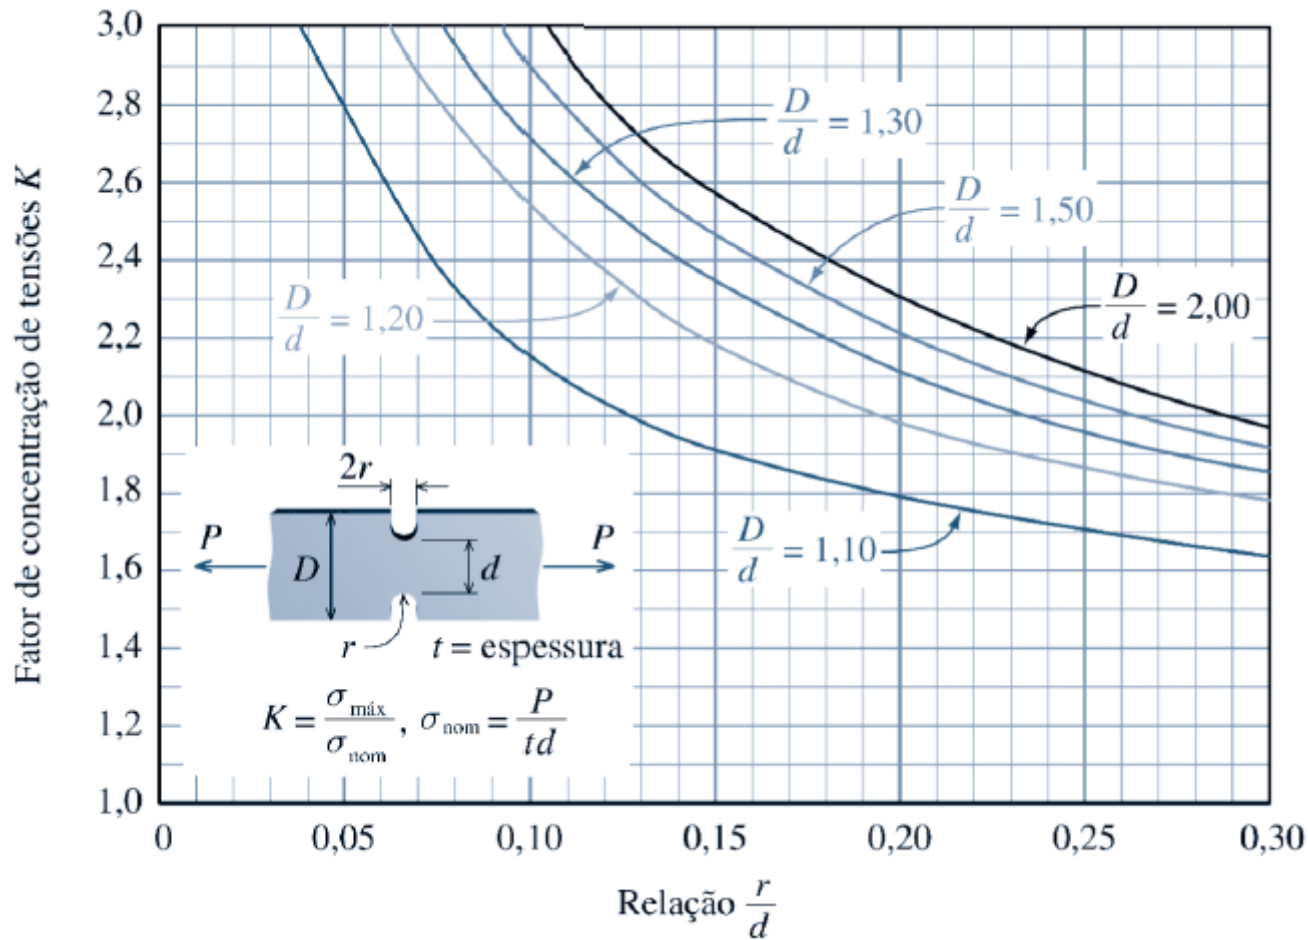 Fator de concentração de tensões K
3,0
2,8
2,6
2,4
2,2
2,0
1,8
1,6
1,4
1,2
1,0
0
0,05
0,10
0,15
0,20
0,25
0,30
Relação r/d
D/d = 1,30
D/d = 1,50
D/d = 2,00
D/d = 1,20
D/d = 1,10
2r
P
P
D
d
r
t = espessura
K = σmáx/σnom, σnom = P/td